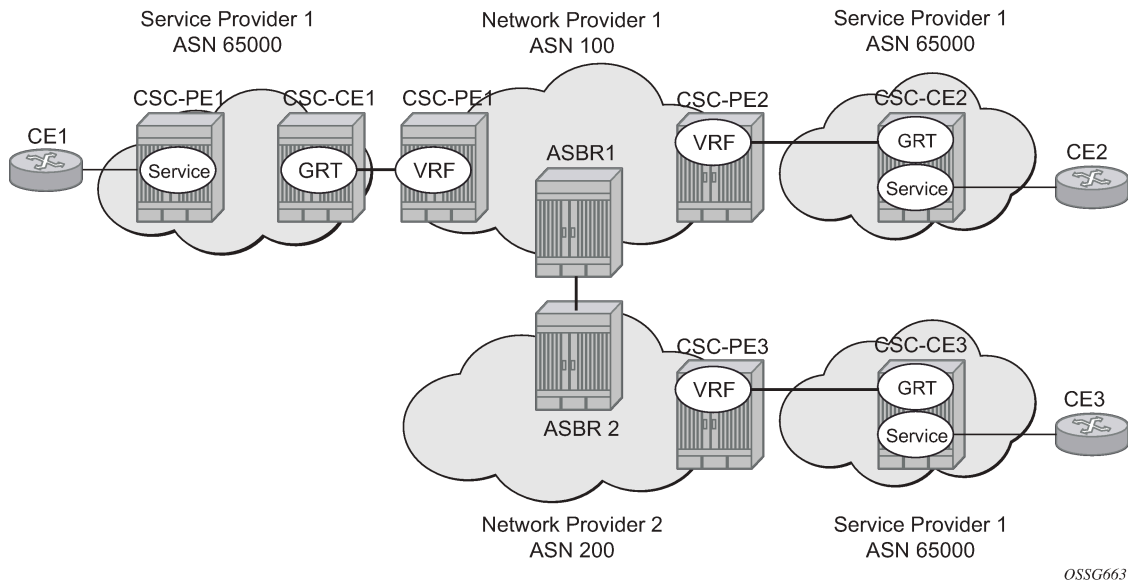 Service Provider 1
ASN 65000
Network Provider 1
ASN 100
Service Provider 1
ASN 65000
CSC-PE1
CSC-CE1
CSC-PE1
CSC-PE2
CSC-CE2
CE1
Service
GRT
VRF
ASBR1
VRF
GRT
Service
CE2
CSC-PE3
CSC-CE3
VRF
GRT
Service
CE3
ASBR 2
Network Provider 2
ASN 200
Service Provider 1
ASN 65000
OSSG663